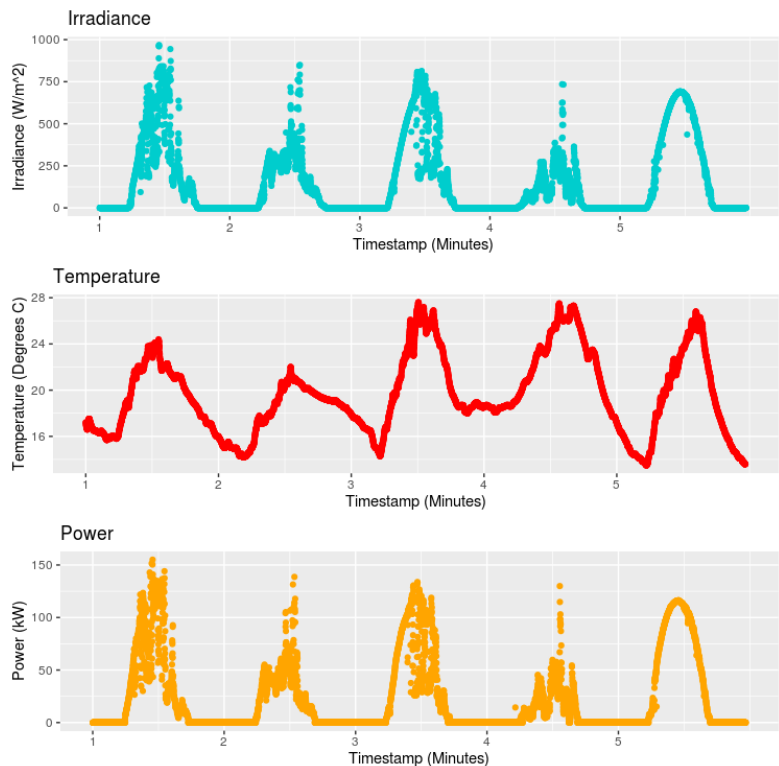 Irradiance
Irradiance (W/m^2)
1000
750
500
250
0
1 2 3 4 5
Timestamp (Minutes)
Temperature
Temperature (Degrees C)
28
24
20
16
1 2 3 4 5
Timestamp (Minutes)
Power
Power (kW)
150
100
50
0
1 2 3 4 5
Timestamp (Minutes)